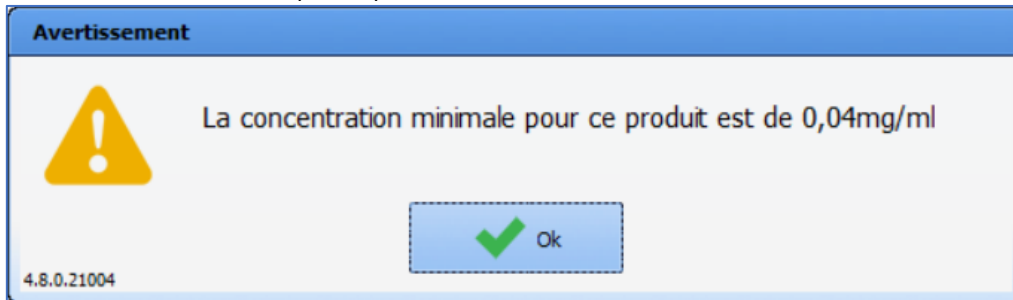 Avertissement
La concentration minimale pour ce produit est de 0,04mg/ml
Ok
4.8.0.21004